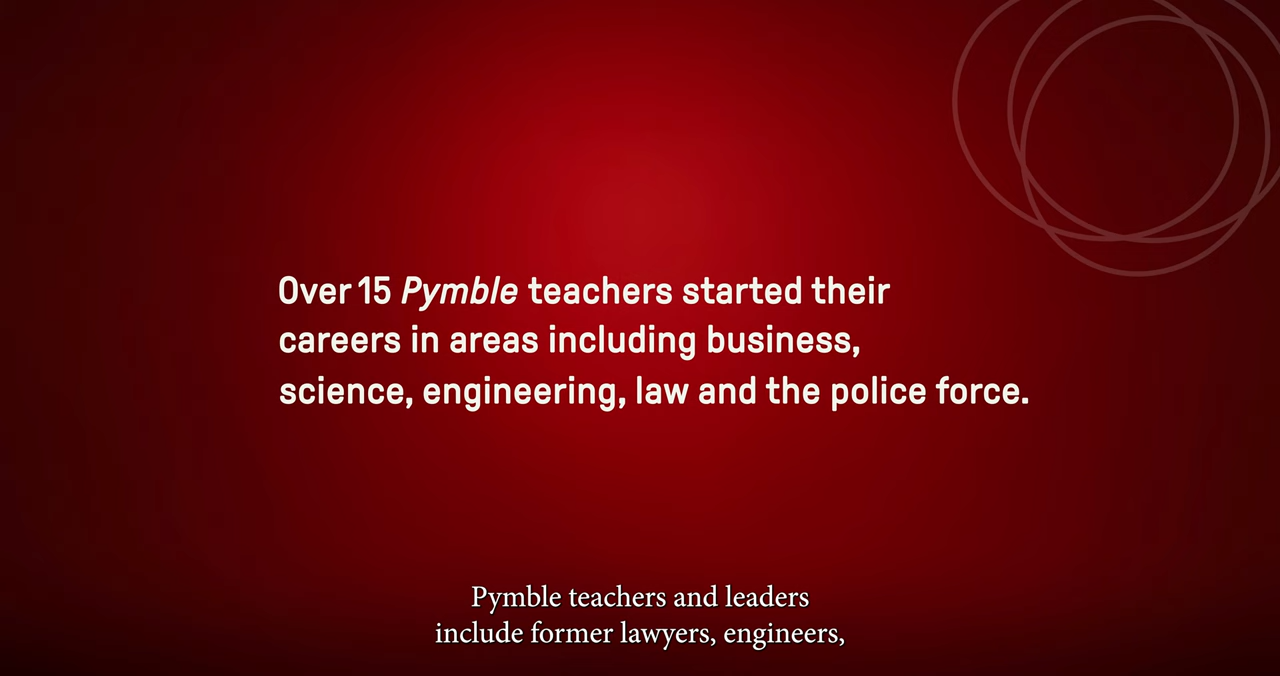 Over 15 Pymble teachers started their
careers in areas including business,
science, engineering, law and the police force.
Pymble teachers and leaders
include former lawyers, engineers,